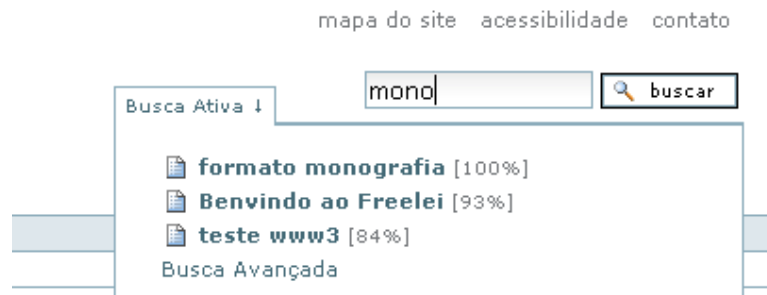 mapa do site acessibilidade contato
mono buscar
Busca Ativa ↓
formato monografia [100%]
Benvindo ao Freelei [93%]
teste www3 [84%]
Busca Avançada